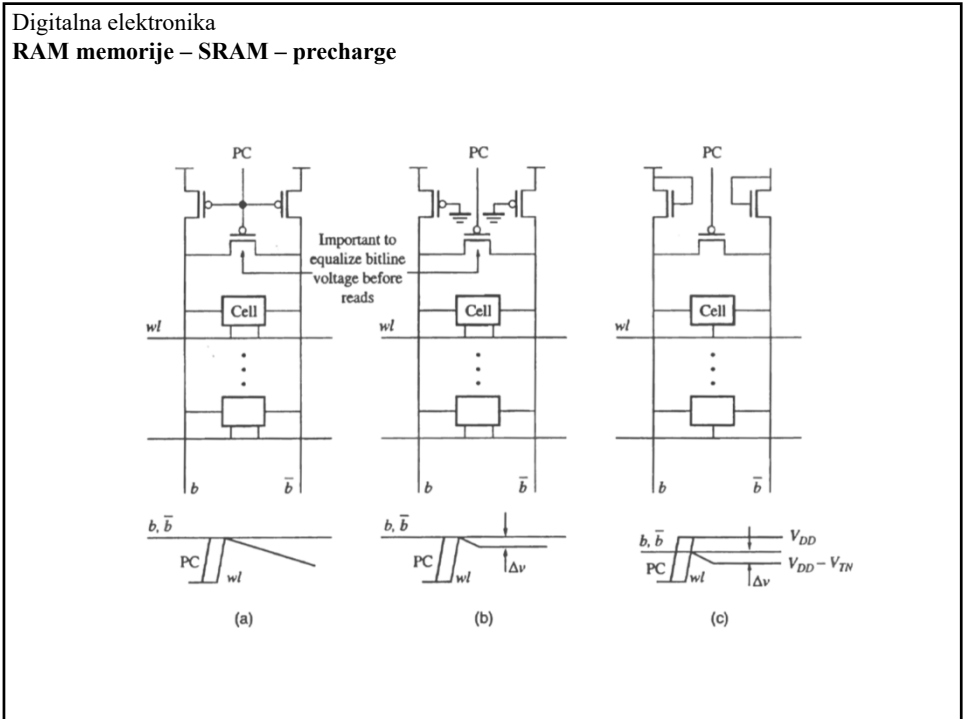 Digitalna elektronika
RAM memorije – SRAM – precharge
PC
PC
PC
Important to
equalize bitline
voltage before
reads
Cell
Cell
Cell
wl
wl
wl
b
b̅
b
b̅
b
b̅
b, b̅
PC
wl
(a)
b, b̅
PC
wl
Δv
(b)
b, b̅
PC
wl
Δv
V_DD
V_DD – V_TN
(c)